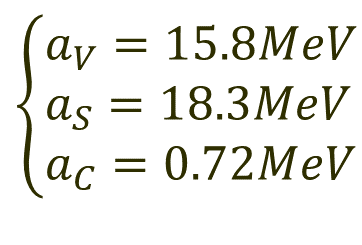 a_V = 15.8MeV
a_S = 18.3MeV
a_C = 0.72MeV